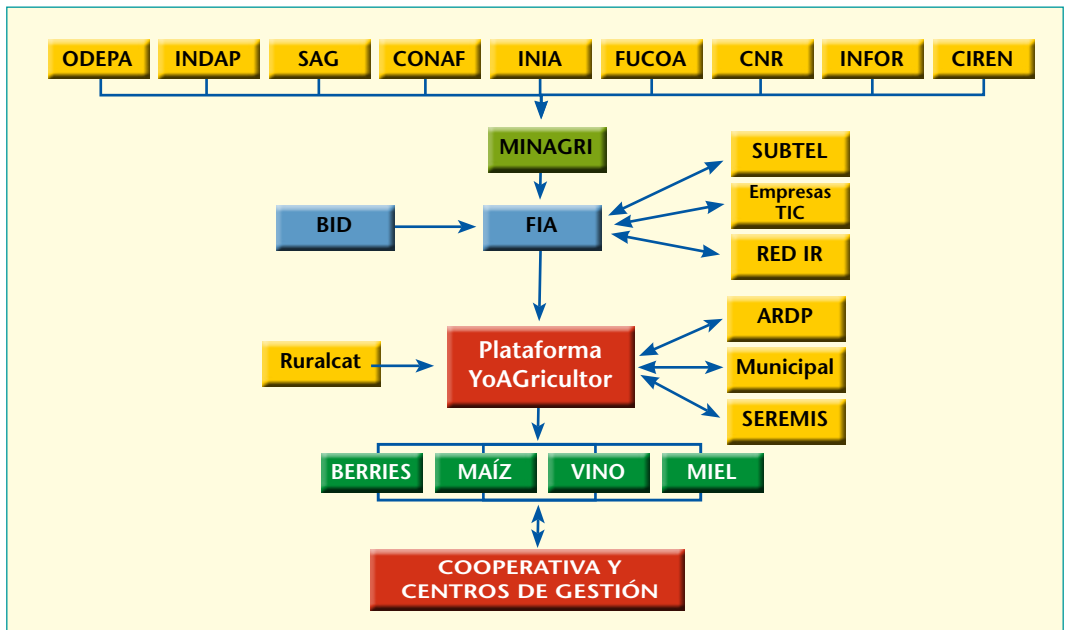 ODEPA
INDAP
SAG
CONAF
INIA
FUCOA
CNR
INFOR
CIREN
MINAGRI
SUBTEL
Empresas
TIC
BID
FIA
RED IR
ARDP
Ruralcat
Plataforma
YoAGricultor
Municipal
SEREMIS
BERRIES
MAÍZ
VINO
MIEL
COOPERATIVA Y
CENTROS DE GESTIÓN